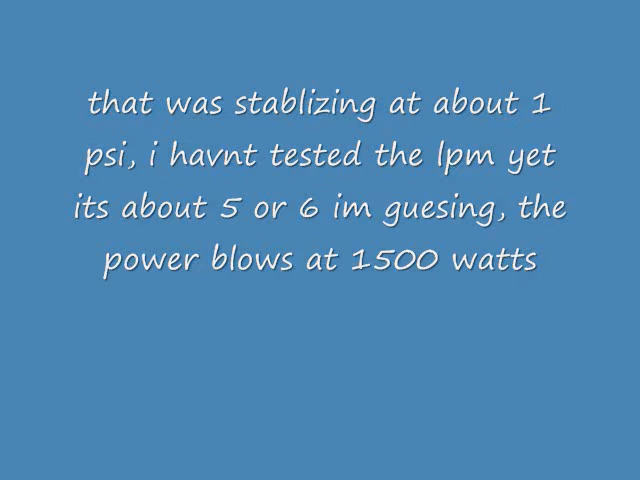 that was stablizing at about 1
psi, i havnt tested the lpm yet
its about 5 or 6 im guesing, the
power blows at 1500 watts